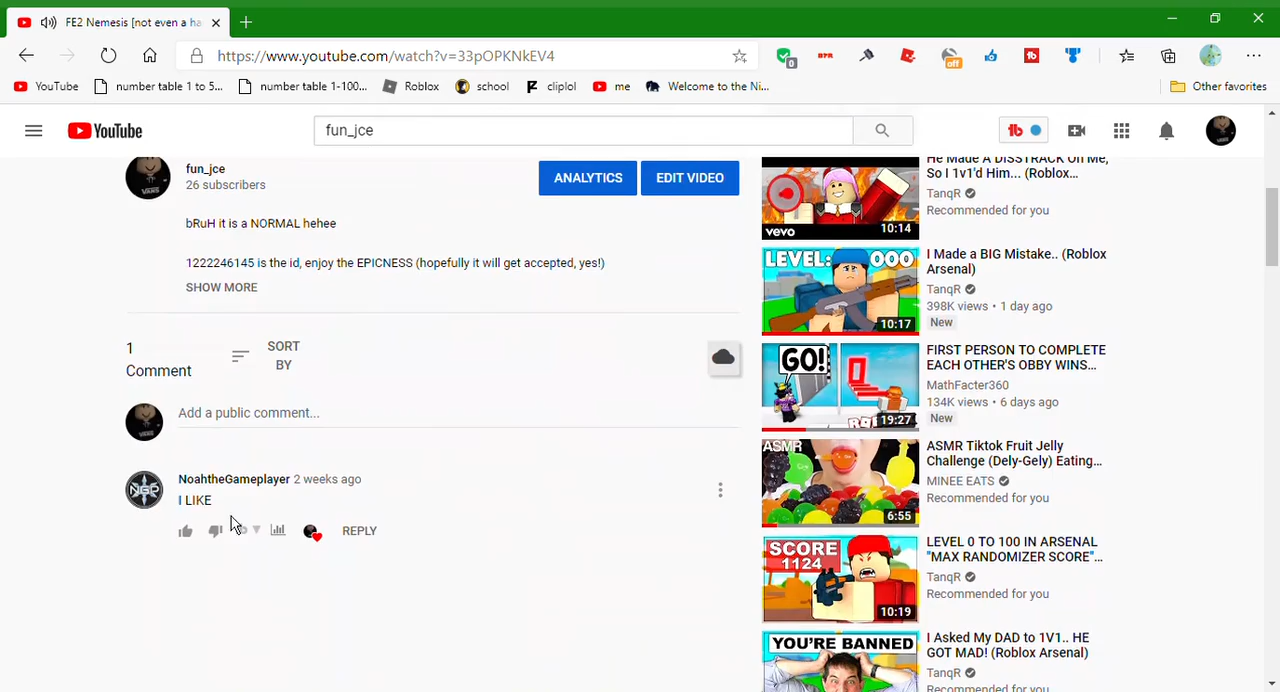 FE2 Nemesis [not even a ha
https://www.youtube.com/watch?v=33pOPKNkEV4
0
off
YouTube
number table 1 to 5...
number table 1-100...
Roblox
school
cliplol
me
Welcome to the Ni...
Other favorites
YouTube
fun_jce
tb
fun_jce
26 subscribers
ANALYTICS
EDIT VIDEO
bRuH it is a NORMAL hehee
1222246145 is the id, enjoy the EPICNESS (hopefully it will get accepted, yes!)
SHOW MORE
1
Comment
SORT
BY
Add a public comment...
NoahtheGameplayer 2 weeks ago
I LIKE
REPLY
NGP
VANS
vevo
10:14
He Made A DISSTRACK On Me,
So I 1v1'd Him... (Roblox...
TanqR
Recommended for you
LEVEL: 000
10:17
I Made a BIG Mistake.. (Roblox
Arsenal)
TanqR
398K views • 1 day ago
New
GO!
19:27
FIRST PERSON TO COMPLETE
EACH OTHER'S OBBY WINS...
MathFacter360
134K views • 6 days ago
New
ASMR
6:55
ASMR Tiktok Fruit Jelly
Challenge (Dely-Gely) Eating...
MINEE EATS
Recommended for you
SCORE
1124
10:19
LEVEL 0 TO 100 IN ARSENAL
"MAX RANDOMIZER SCORE"...
TanqR
Recommended for you
YOU'RE BANNED
I Asked My DAD to 1V1.. HE
GOT MAD! (Roblox Arsenal)
TanqR
Recommended for you